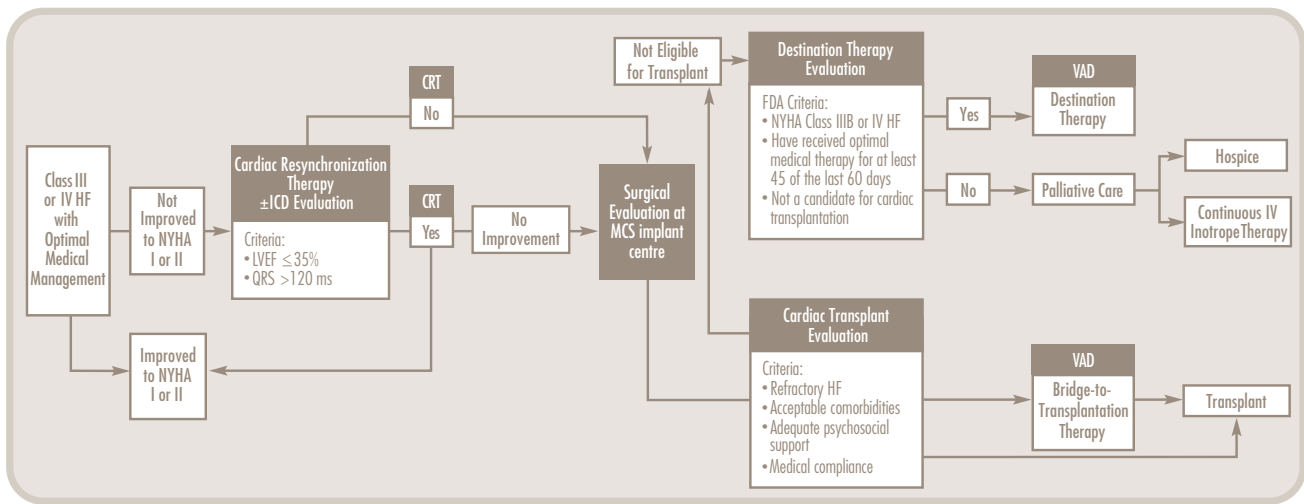 Class III
or IV HF
with
Optimal
Medical
Management
Not
Improved
to NYHA
I or II
Improved
to NYHA
I or II
Cardiac Resynchronization
Therapy
±ICD Evaluation
Criteria:
• LVEF ≤35%
• QRS >120 ms
CRT
No
CRT
Yes
No
Improvement
Surgical
Evaluation at
MCS implant
centre
Not Eligible
for Transplant
Destination Therapy
Evaluation
FDA Criteria:
• NYHA Class IIIB or IV HF
• Have received optimal
medical therapy for at least
45 of the last 60 days
• Not a candidate for cardiac
transplantation
Yes
VAD
Destination
Therapy
No
Palliative Care
Hospice
Continuous IV
Inotrope Therapy
Cardiac Transplant
Evaluation
Criteria:
• Refractory HF
• Acceptable comorbidities
• Adequate psychosocial
support
• Medical compliance
VAD
Bridge-to-
Transplantation
Therapy
Transplant